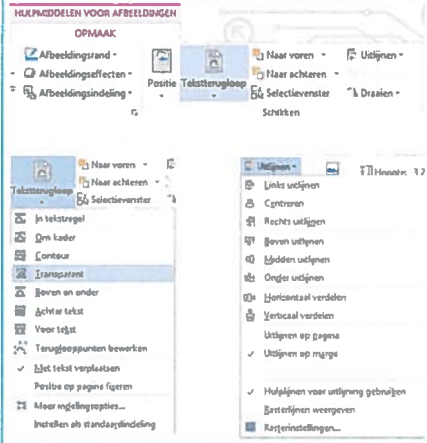 HULPMIDDELEN VOOR AFBEELDINGEN
OPMAAK
Afbeeldingsrand
Afbeeldingseffecten
Afbeeldingsindeling
Positie
Tekstterugloop
Naar voren
Naar achteren
Selectievenster
Uitlijnen
Draaien
Schikken
Tekstterugloop
Naar voren
Naar achteren
Selectievenster
In tekstregel
Om kader
Contour
Transparant
Boven en onder
Achter tekst
Voor tekst
Teruglooppunten bewerken
Met tekst verplaatsen
Positie op pagina fixeren
Meer indelingsopties...
Instellen als standaardindeling
Uitlijnen
Hoogte: 3,2
Links uitlijnen
Centreren
Rechts uitlijnen
Boven uitlijnen
Midden uitlijnen
Onder uitlijnen
Horizontaal verdelen
Verticaal verdelen
Uitlijnen op pagina
Uitlijnen op marge
Hulplijnen voor uitlijning gebruiken
Rasterlijnen weergeven
Rasterinstellingen...